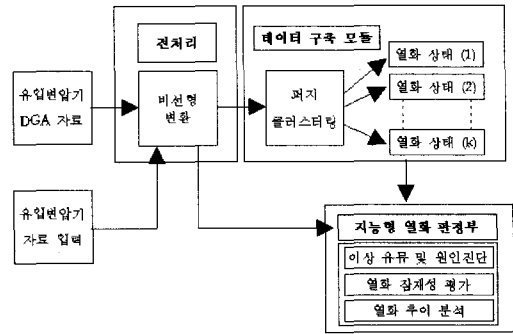 전처리
데이터 구축 모듈
유입변압기
DGA 자료
비선형
변환
퍼지
클러스터링
열화 상태 (1)
열화 상태 (2)
열화 상태 (k)
유입변압기
자료 입력
지능형 열화 판정부
이상 유무 및 원인진단
열화 잠재성 평가
열화 추이 분석